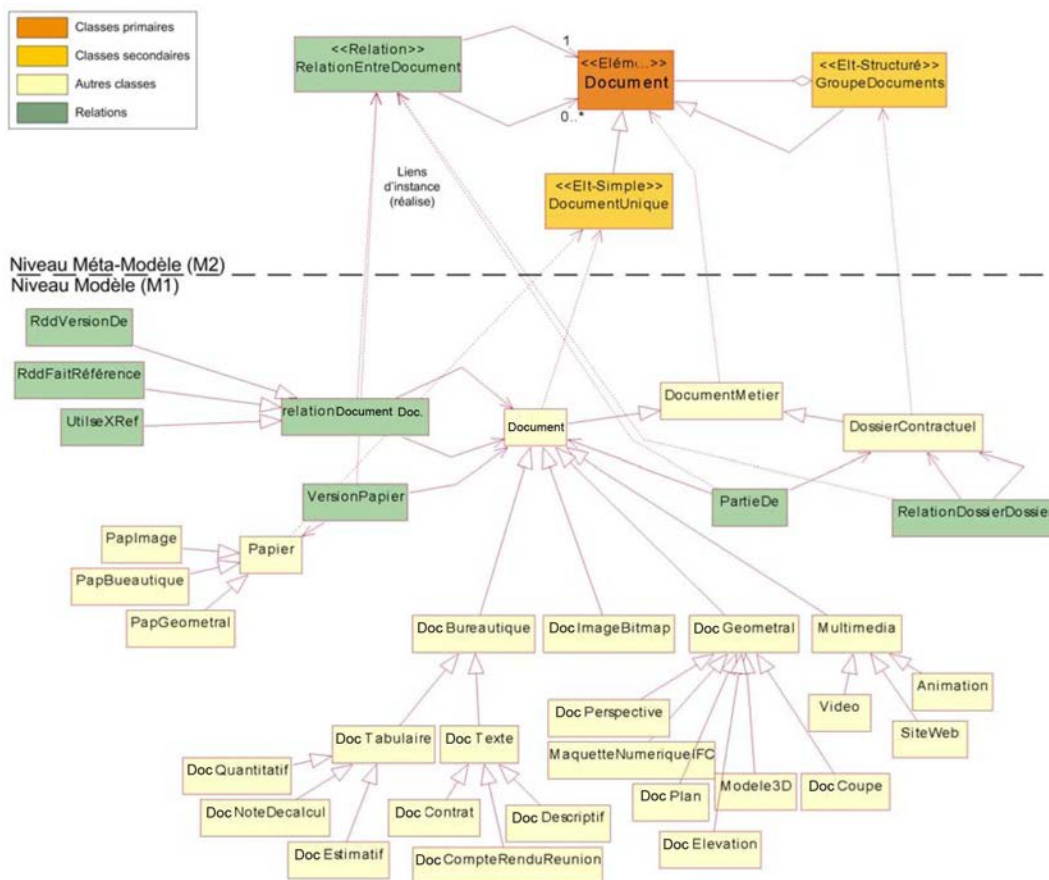 Classes primaires
Classes secondaires
Autres classes
Relations
<<Relation>>
RelationEntreDocument
1
0..*
<<Elém...>>
Document
<<Elt-Structuré>>
GroupeDocuments
Liens
d'instance
(réalise)
<<Elt-Simple>>
DocumentUnique
Niveau Méta-Modèle (M2)
Niveau Modèle (M1)
RddVersionDe
RddFaitRéférence
UtilseXRef
relationDocument Doc.
Document
DocumentMetier
DossierContractuel
VersionPapier
PartieDe
RelationDossierDossier
PapImage
PapBueautique
Papier
PapGeometral
Doc Bureautique
Doc ImageBitmap
Doc Geometral
Multimedia
Doc Perspective
Video
Animation
SiteWeb
Doc Tabulaire
Doc Texte
MaquetteNumeriqueIFC
Doc Quantitatif
Modele3D
Doc Coupe
Doc Plan
Doc NoteDecalcul
Doc Contrat
Doc Descriptif
Doc Elevation
Doc Estimatif
Doc CompteRenduReunion